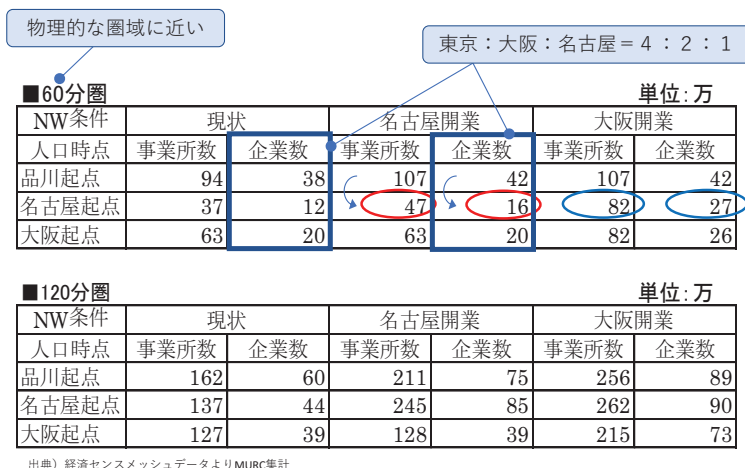 物理的な圏域に近い
東京：大阪：名古屋＝４：２：１
■60分圏 単位：万
NW条件 現状 名古屋開業 大阪開業
人口時点 事業所数 企業数 事業所数 企業数 事業所数 企業数
品川起点 94 38 107 42 107 42
名古屋起点 37 12 47 16 82 27
大阪起点 63 20 63 20 82 26
■120分圏 単位：万
NW条件 現状 名古屋開業 大阪開業
人口時点 事業所数 企業数 事業所数 企業数 事業所数 企業数
品川起点 162 60 211 75 256 89
名古屋起点 137 44 245 85 262 90
大阪起点 127 39 128 39 215 73
出典）経済センスメッシュデータよりMURC集計